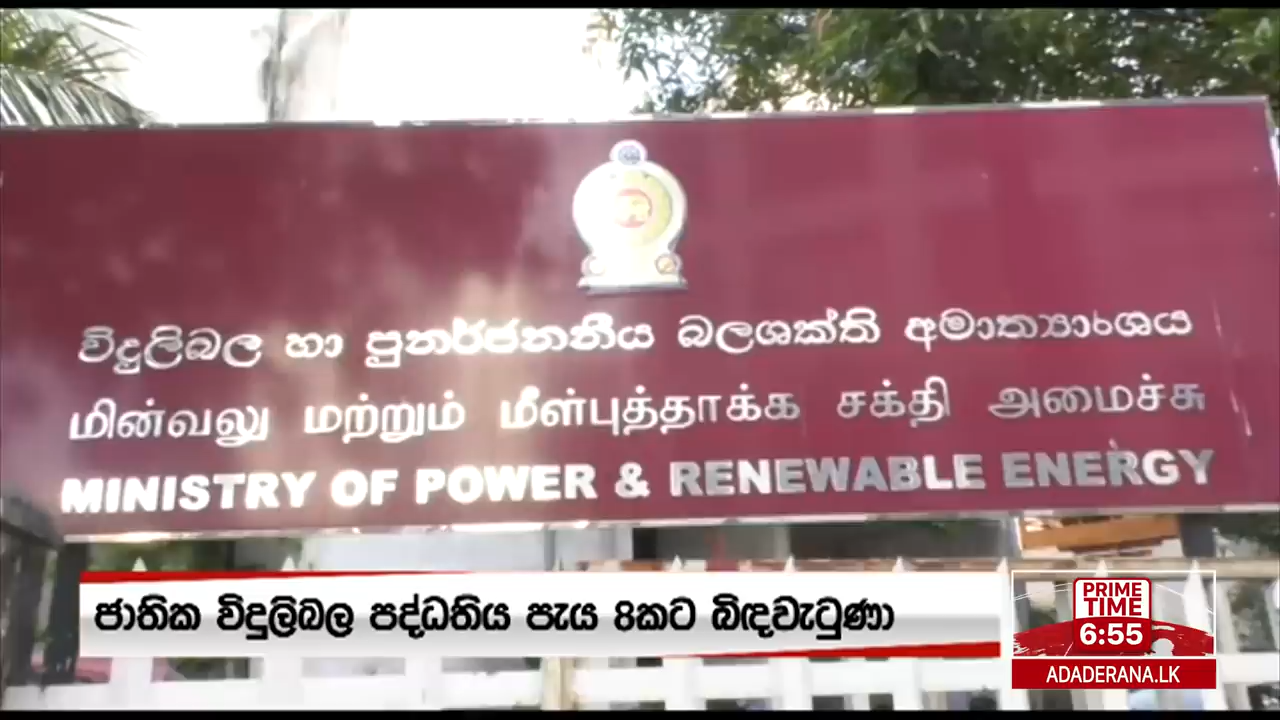 විදුලිබල හා පුනර්ජනනීය බලශක්ති අමාත්‍යාංශය
மின்வலு மற்றும் மீள்புத்தாக்க சக்தி அமைச்சு
MINISTRY OF POWER & RENEWABLE ENERGY
ජාතික විදුලිබල පද්ධතිය පැය 8කට බිඳවැටුණා
PRIME
TIME
6:55
ADADERANA.LK